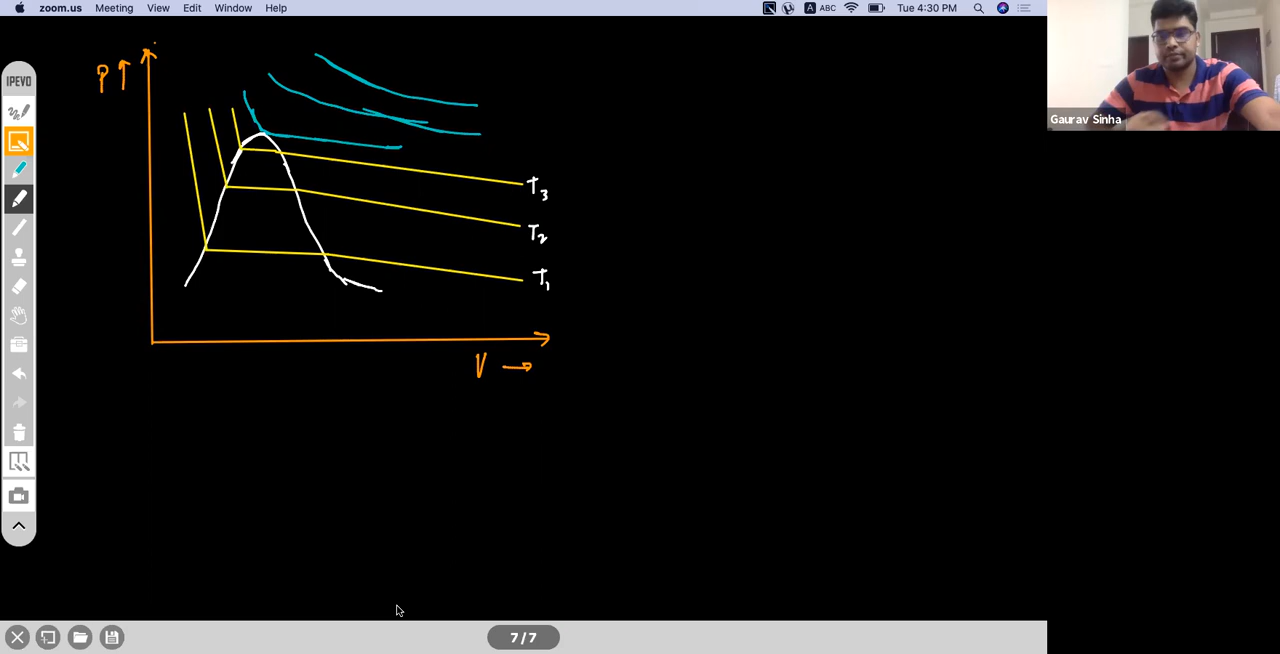 zoom.us Meeting View Edit Window Help A ABC Tue 4:30 PM
IPEVO
P ↑
Gaurav Sinha
T3
T2
T1
V →
7/7